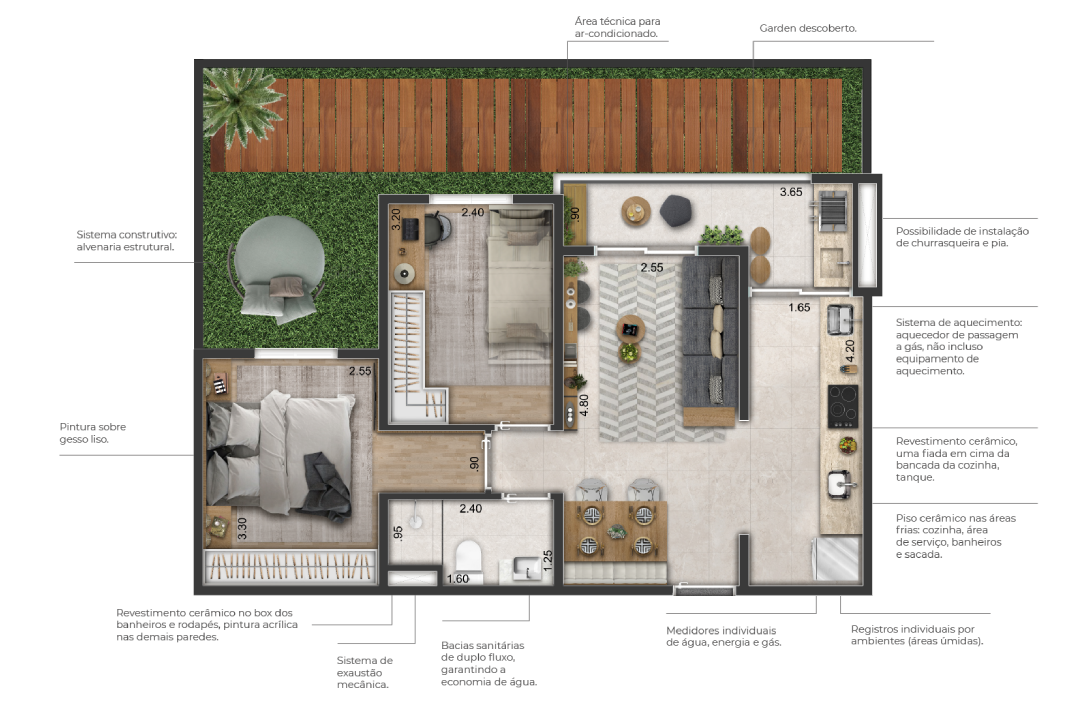 Área técnica para
ar-condicionado.
Garden descoberto.
Sistema construtivo:
alvenaria estrutural.
Possibilidade de instalação
de churrasqueira e pia.
Sistema de aquecimento:
aquecedor de passagem
a gás, não incluso
equipamento de
aquecimento.
Pintura sobre
gesso liso.
Revestimento cerâmico,
uma fiada em cima da
bancada da cozinha,
tanque.
Piso cerâmico nas áreas
frias: cozinha, área
de serviço, banheiros
e sacada.
3.65
.90
3.20
2.40
2.55
1.65
4.20
2.55
4.80
.90
3.30
2.40
.95
1.25
1.60
Revestimento cerâmico no box dos
banheiros e rodapés, pintura acrílica
nas demais paredes.
Sistema de
exaustão
mecânica.
Bacias sanitárias
de duplo fluxo,
garantindo a
economia de água.
Medidores individuais
de água, energia e gás.
Registros individuais por
ambientes (áreas úmidas).